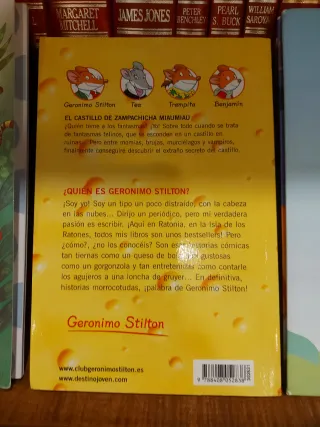 MARGARET
MITCHELL
JAMES JONES
PETER
BENCHLEY
PEARL
S. BUCK
WILLIAM
SAROYAN
Geronimo Stilton
Tea
Trampita
Benjamín
EL CASTILLO DE ZAMPACHICHA MIAUMIAU
¿Quién teme a los fantasmas? ¡Yo! Sobre todo cuando se trata
de fantasmas felinos, que se esconden en un castillo en
ruinas... Pero entre momias, brujas, murciélagos y vampiros,
finalmente conseguiré descubrir el extraño secreto del castillo.
¿QUIÉN ES GERONIMO STILTON?
¡Soy yo! Soy un tipo un poco distraído, con la cabeza
en las nubes... Dirijo un periódico, pero mi verdadera
pasión es escribir. ¡Aquí en Ratonia, en la Isla de los
Ratones, todos mis libros son unos bestsellers! Pero
¿cómo?, ¿no los conocéis? Son historias cómicas
tan tiernas como un queso de bola, gustosas
como un gorgonzola y tan entretenidas como contarle
los agujeros a una loncha de gruyer... En definitiva,
historias morrocotudas, ¡palabra de Geronimo Stilton!
Geronimo Stilton
www.clubgeronimostilton.es
www.destinojoven.com